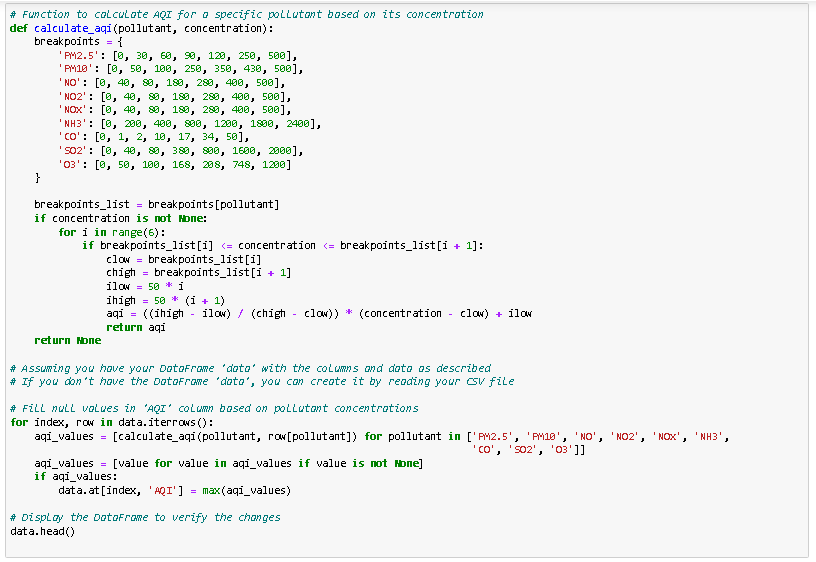 # Function to calculate AQI for a specific pollutant based on its concentration
def calculate_aqi(pollutant, concentration):
    breakpoints = {
        'PM2.5': [0, 30, 60, 90, 120, 250, 500],
        'PM10': [0, 50, 100, 250, 350, 430, 500],
        'NO': [0, 40, 80, 180, 280, 400, 500],
        'NO2': [0, 40, 80, 180, 280, 400, 500],
        'NOx': [0, 40, 80, 180, 280, 400, 500],
        'NH3': [0, 200, 400, 800, 1200, 1800, 2400],
        'CO': [0, 1, 2, 10, 17, 34, 50],
        'SO2': [0, 40, 80, 380, 800, 1600, 2000],
        'O3': [0, 50, 100, 168, 208, 748, 1200]
    }
    breakpoints_list = breakpoints[pollutant]
    if concentration is not None:
        for i in range(6):
            if breakpoints_list[i] <= concentration <= breakpoints_list[i + 1]:
                clow = breakpoints_list[i]
                chigh = breakpoints_list[i + 1]
                ilow = 50 * i
                ihigh = 50 * (i + 1)
                aqi = ((ihigh - ilow) / (chigh - clow)) * (concentration - clow) + ilow
                return aqi
    return None
# Assuming you have your DataFrame 'data' with the columns and data as described
# If you don't have the DataFrame 'data', you can create it by reading your CSV file
# Fill null values in 'AQI' column based on pollutant concentrations
for index, row in data.iterrows():
    aqi_values = [calculate_aqi(pollutant, row[pollutant]) for pollutant in ['PM2.5', 'PM10', 'NO', 'NO2', 'NOx', 'NH3',
                                                                             'CO', 'SO2', 'O3']]
    aqi_values = [value for value in aqi_values if value is not None]
    if aqi_values:
        data.at[index, 'AQI'] = max(aqi_values)
# Display the DataFrame to verify the changes
data.head()